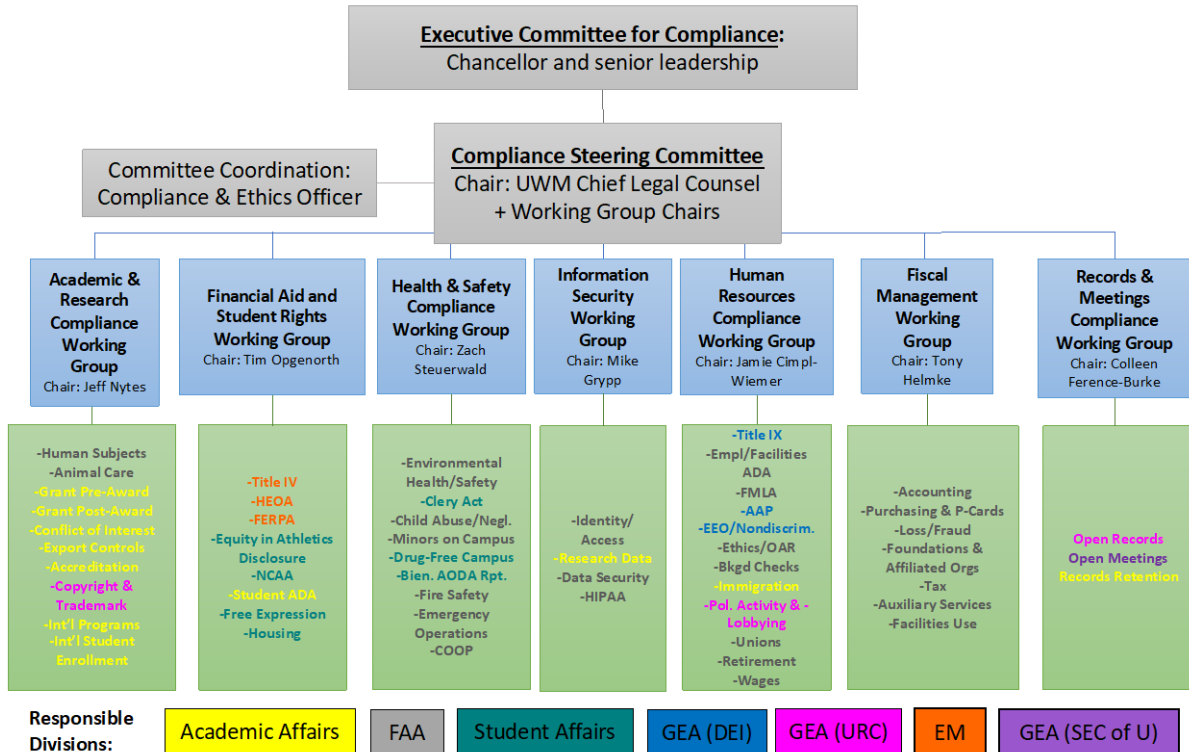 Executive Committee for Compliance:
Chancellor and senior leadership
Compliance Steering Committee
Chair: UWM Chief Legal Counsel
+ Working Group Chairs
Committee Coordination:
Compliance & Ethics Officer
Academic &
Research
Compliance
Working
Group
Chair: Jeff Nytes
Financial Aid and
Student Rights
Working Group
Chair: Tim Opgenorth
Health & Safety
Compliance
Working Group
Chair: Zach
Steuerwald
Information
Security
Working
Group
Chair: Mike
Grypp
Human
Resources
Compliance
Working Group
Chair: Jamie Cimpl-
Wiemer
Fiscal
Management
Working
Group
Chair: Tony
Helmke
Records &
Meetings
Compliance
Working Group
Chair: Colleen
Ference-Burke
-Human Subjects
-Animal Care
-Grant Pre-Award
-Grant Post-Award
-Conflict of Interest
-Export Controls
-Accreditation
-Copyright &
Trademark
-Int'l Programs
-Int'l Student
Enrollment
-Title IV
-HEOA
-FERPA
-Equity in Athletics
Disclosure
-NCAA
-Student ADA
-Free Expression
-Housing
-Environmental
Health/Safety
-Clery Act
-Child Abuse/Negl.
-Minors on Campus
-Drug-Free Campus
-Bien. AODA Rpt.
-Fire Safety
-Emergency
Operations
-COOP
-Identity/
Access
-Research Data
-Data Security
-HIPAA
-Title IX
-Empl/Facilities
ADA
-FMLA
-AAP
-EEO/Nondiscrim.
-Ethics/OAR
-Bkgd Checks
-Immigration
-Pol. Activity & -
Lobbying
-Unions
-Retirement
-Wages
-Accounting
-Purchasing & P-Cards
-Loss/Fraud
-Foundations &
Affiliated Orgs
-Tax
-Auxiliary Services
-Facilities Use
Open Records
Open Meetings
Records Retention
Responsible
Divisions:
Academic Affairs
FAA
Student Affairs
GEA (DEI)
GEA (URC)
EM
GEA (SEC of U)